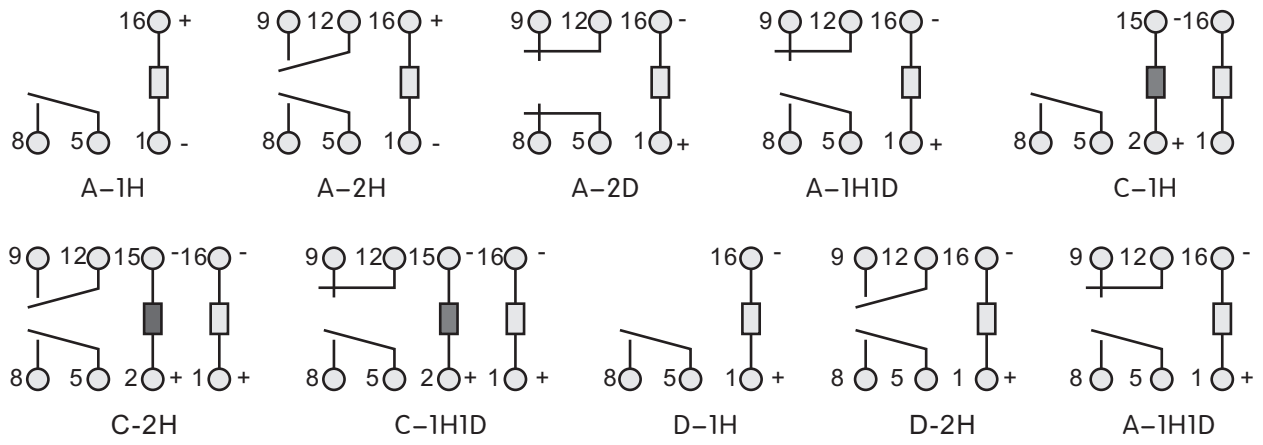 16 +
9 12 16 +
9 12 16 -
9 12 16 -
15 - 16
8 5 1 -
8 5 1 -
8 5 1 +
8 5 1 +
8 5 2 + 1
A–1H
A–2H
A–2D
A–1H1D
C–1H
9 12 15 - 16 -
9 12 15 - 16 -
16 -
9 12 16 -
9 12 16 -
8 5 2 + 1 +
8 5 2 + 1 +
8 5 1 +
8 5 1 +
8 5 1 +
C-2H
C–1H1D
D–1H
D-2H
A–1H1D